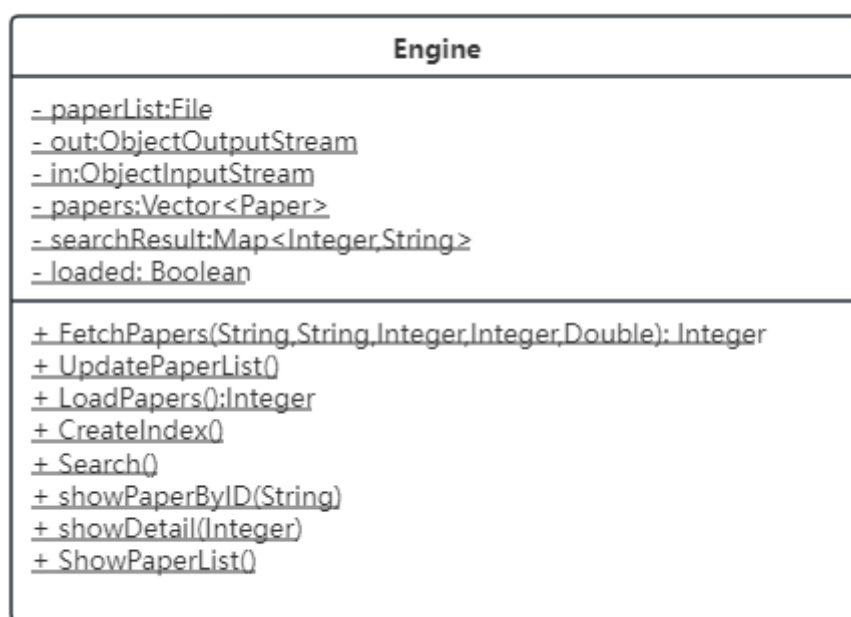 Engine
- paperList:File
- out:ObjectOutputStream
- in:ObjectInputStream
- papers:Vector<Paper>
- searchResult:Map<Integer,String>
- loaded: Boolean
+ FetchPapers(String,String,Integer,Integer,Double): Integer
+ UpdatePaperList()
+ LoadPapers():Integer
+ CreateIndex()
+ Search()
+ showPaperByID(String)
+ showDetail(Integer)
+ ShowPaperList()